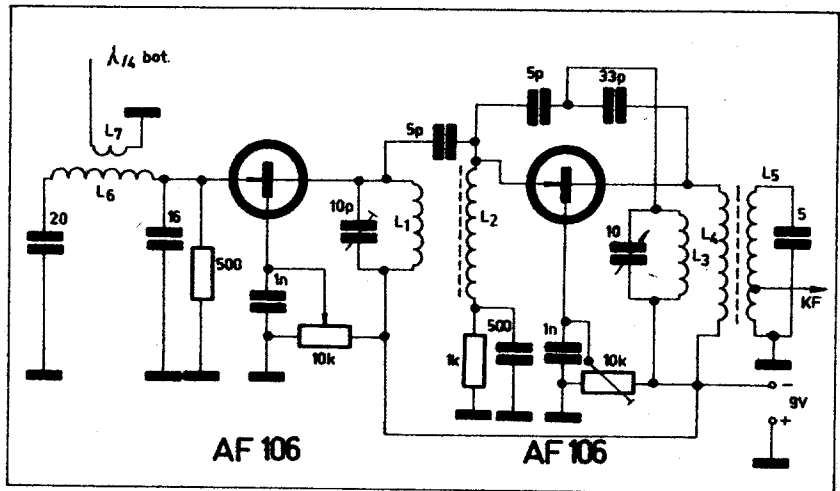 λ/4 bot.
L7
L6
20
16
500
1n
10k
10p
L1
5p
L2
1k
500
5p
33p
1n
10k
10
L3
L4
L5
5
KF
-
9V
+
AF 106
AF 106